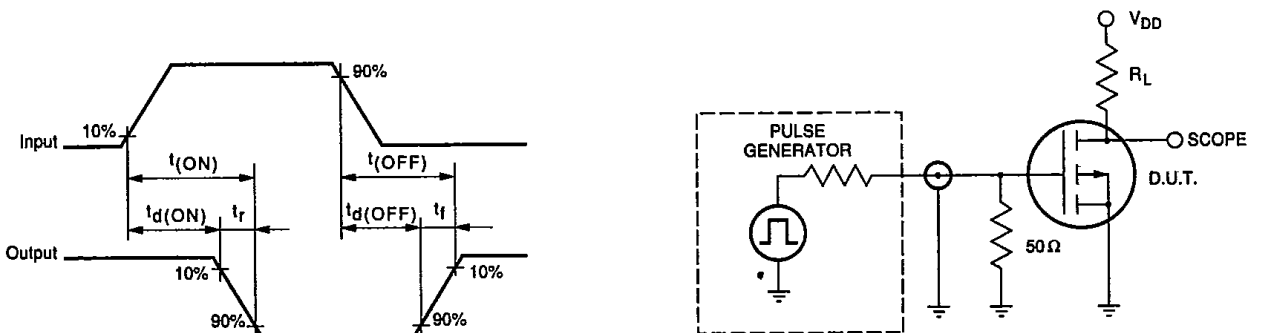 90%
10%
Input
t(ON)
t(OFF)
td(ON)
tr
td(OFF)
tf
Output
10%
10%
90%
90%
VDD
RL
PULSE
GENERATOR
SCOPE
D.U.T.
50Ω